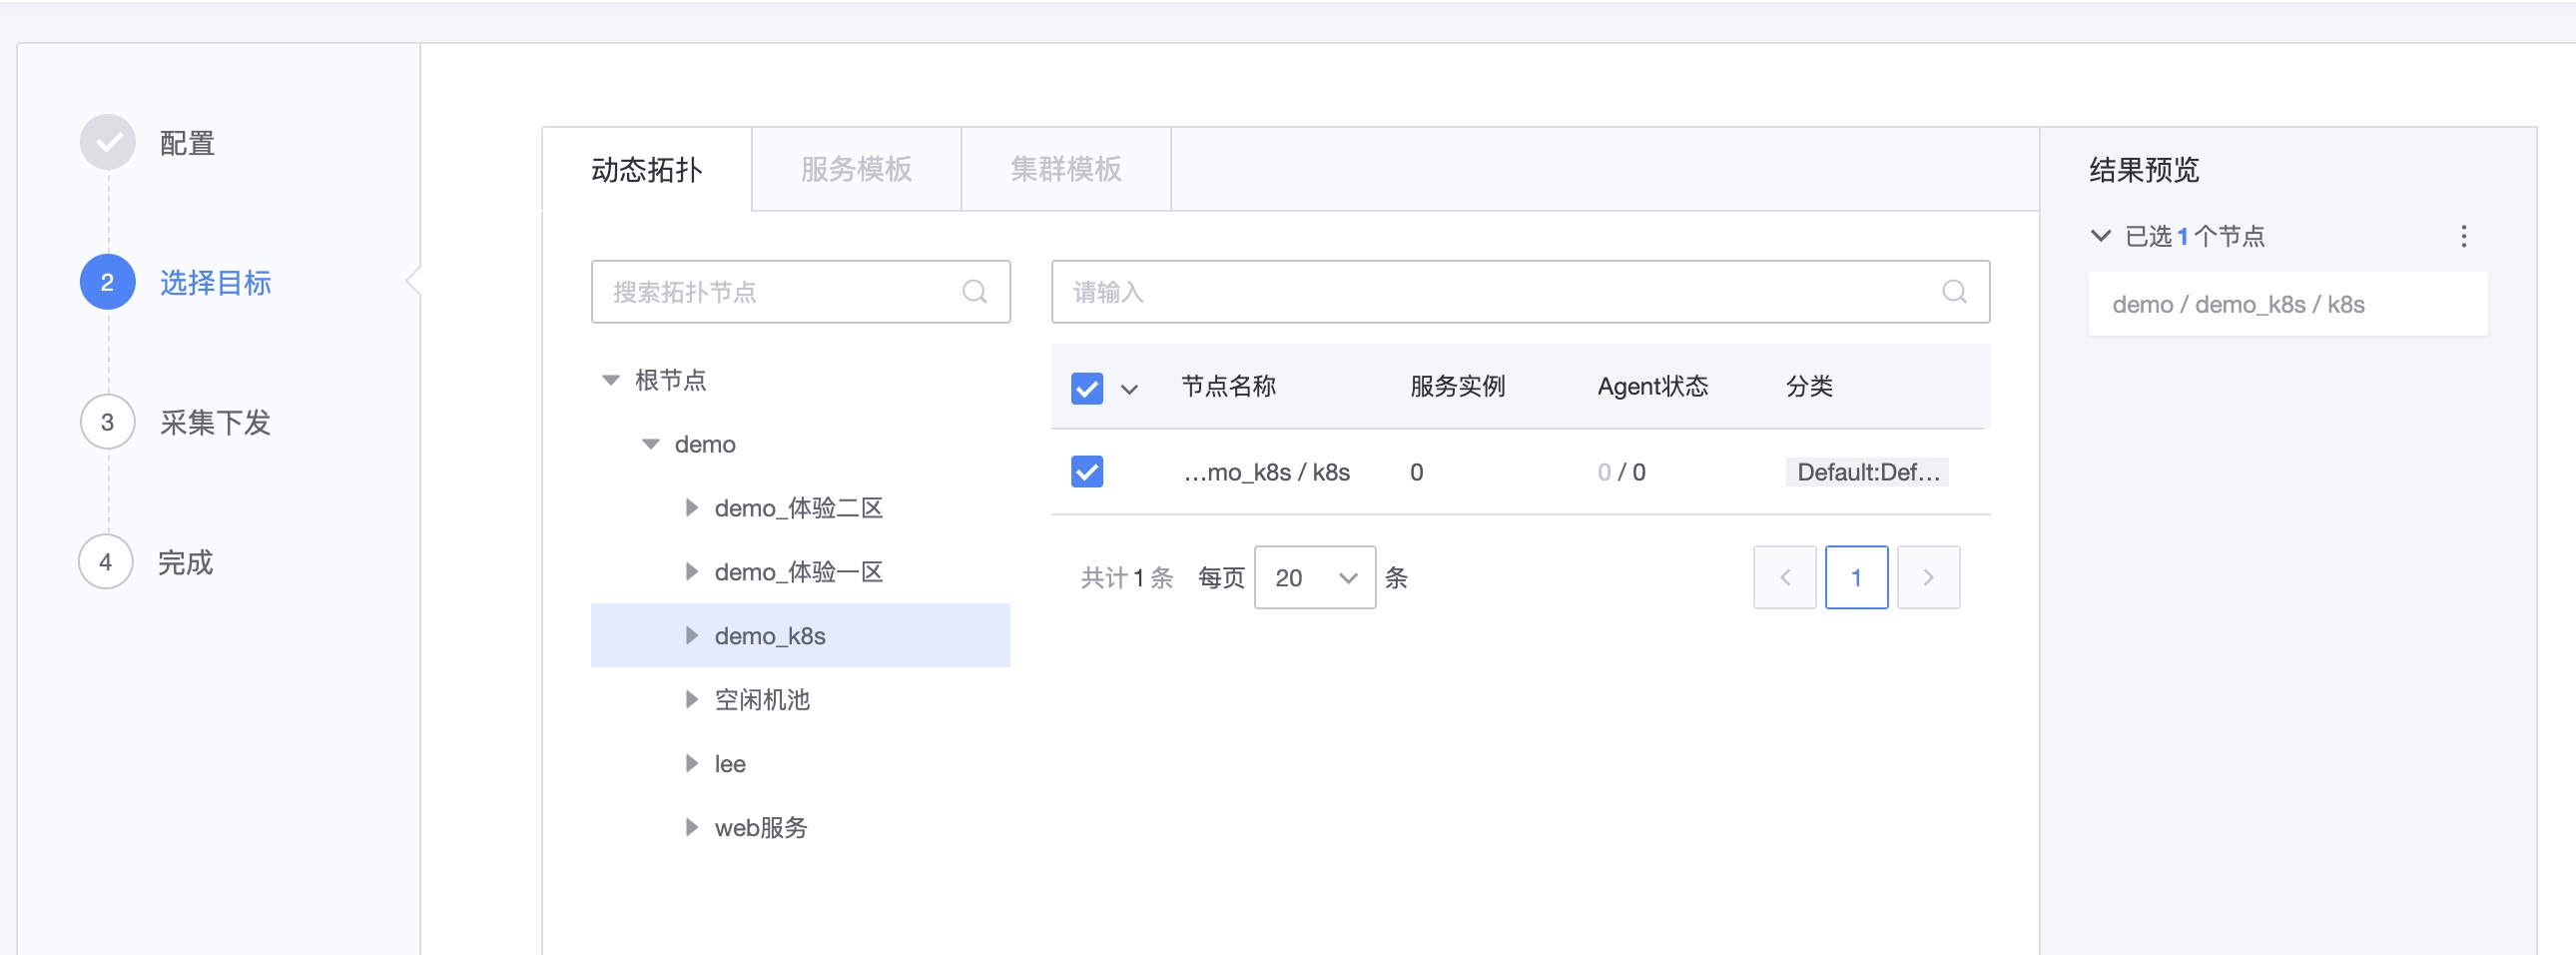 配置
2 选择目标
3 采集下发
4 完成
动态拓扑 服务模板 集群模板
搜索拓扑节点
根节点
demo
demo_体验二区
demo_体验一区
demo_k8s
空闲机池
lee
web服务
请输入
节点名称 服务实例 Agent状态 分类
...mo_k8s / k8s 0 0 / 0 Default:Def...
共计 1 条 每页 20 条 1
结果预览
已选 1 个节点
demo / demo_k8s / k8s